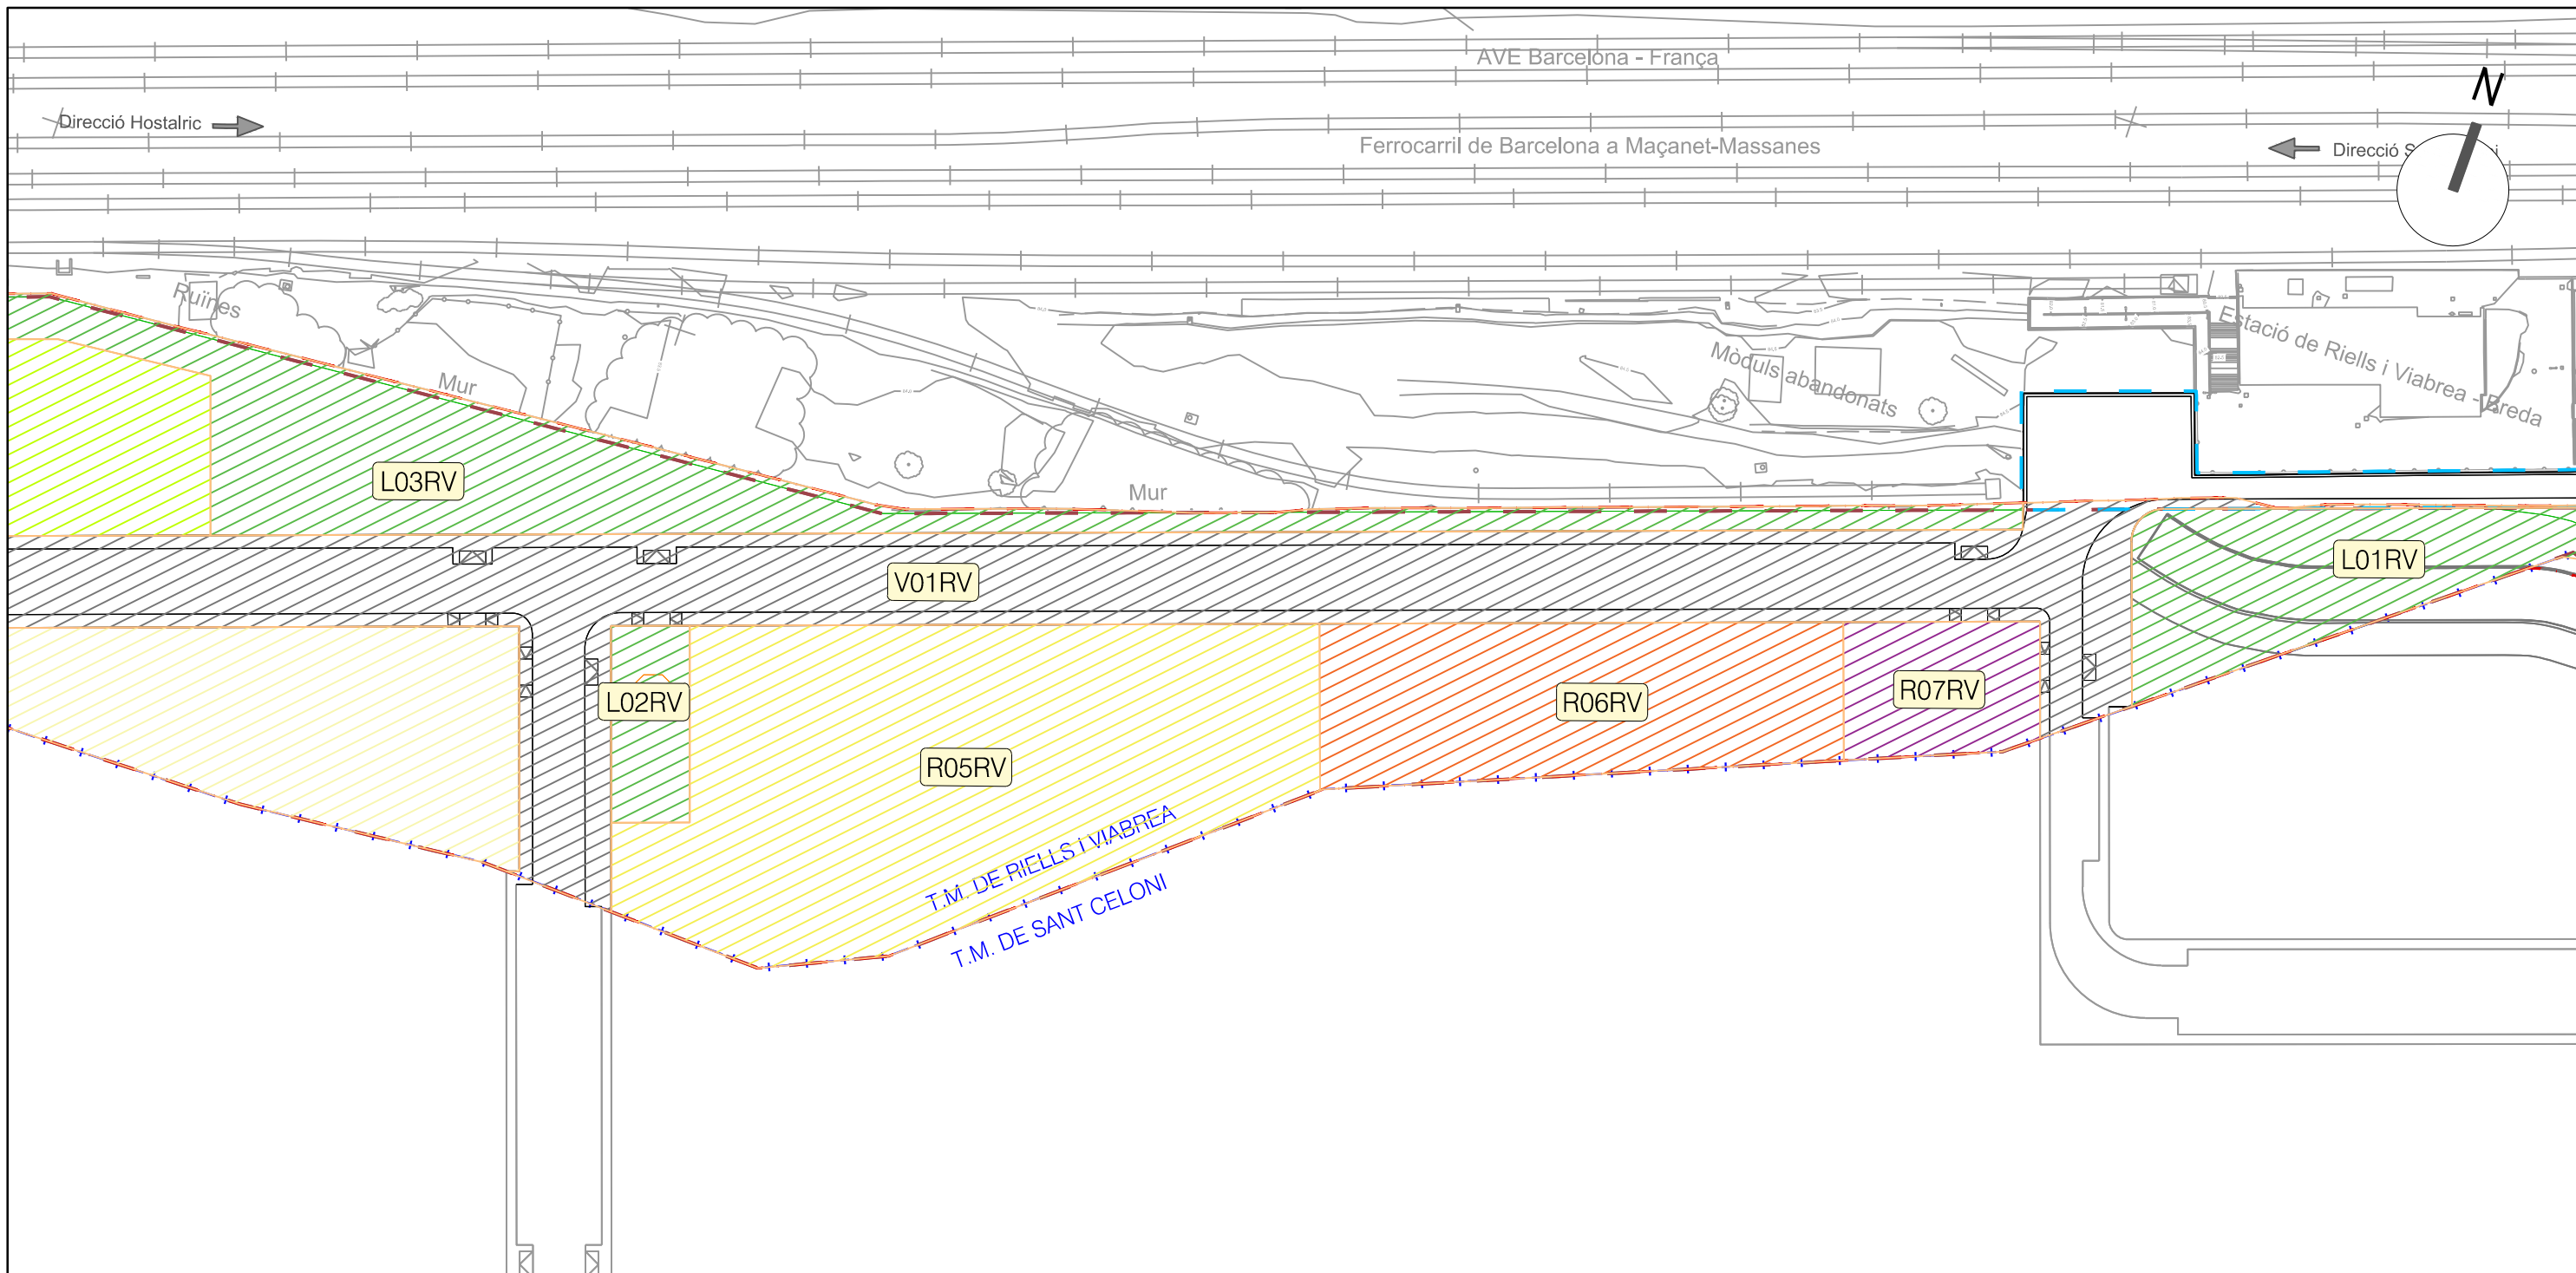 AVE Barcelona - França
N
Direcció Hostalric
Ferrocarril de Barcelona a Maçanet-Massanes
Direcció
Ruïnes
Estació de Riells i Viabrea - Breda
Mòduls abandonats
Mur
L03RV
Mur
L01RV
V01RV
L02RV
R06RV
R07RV
R05RV
T.M. DE RIELLS i VIABREA
T.M. DE SANT CELONI